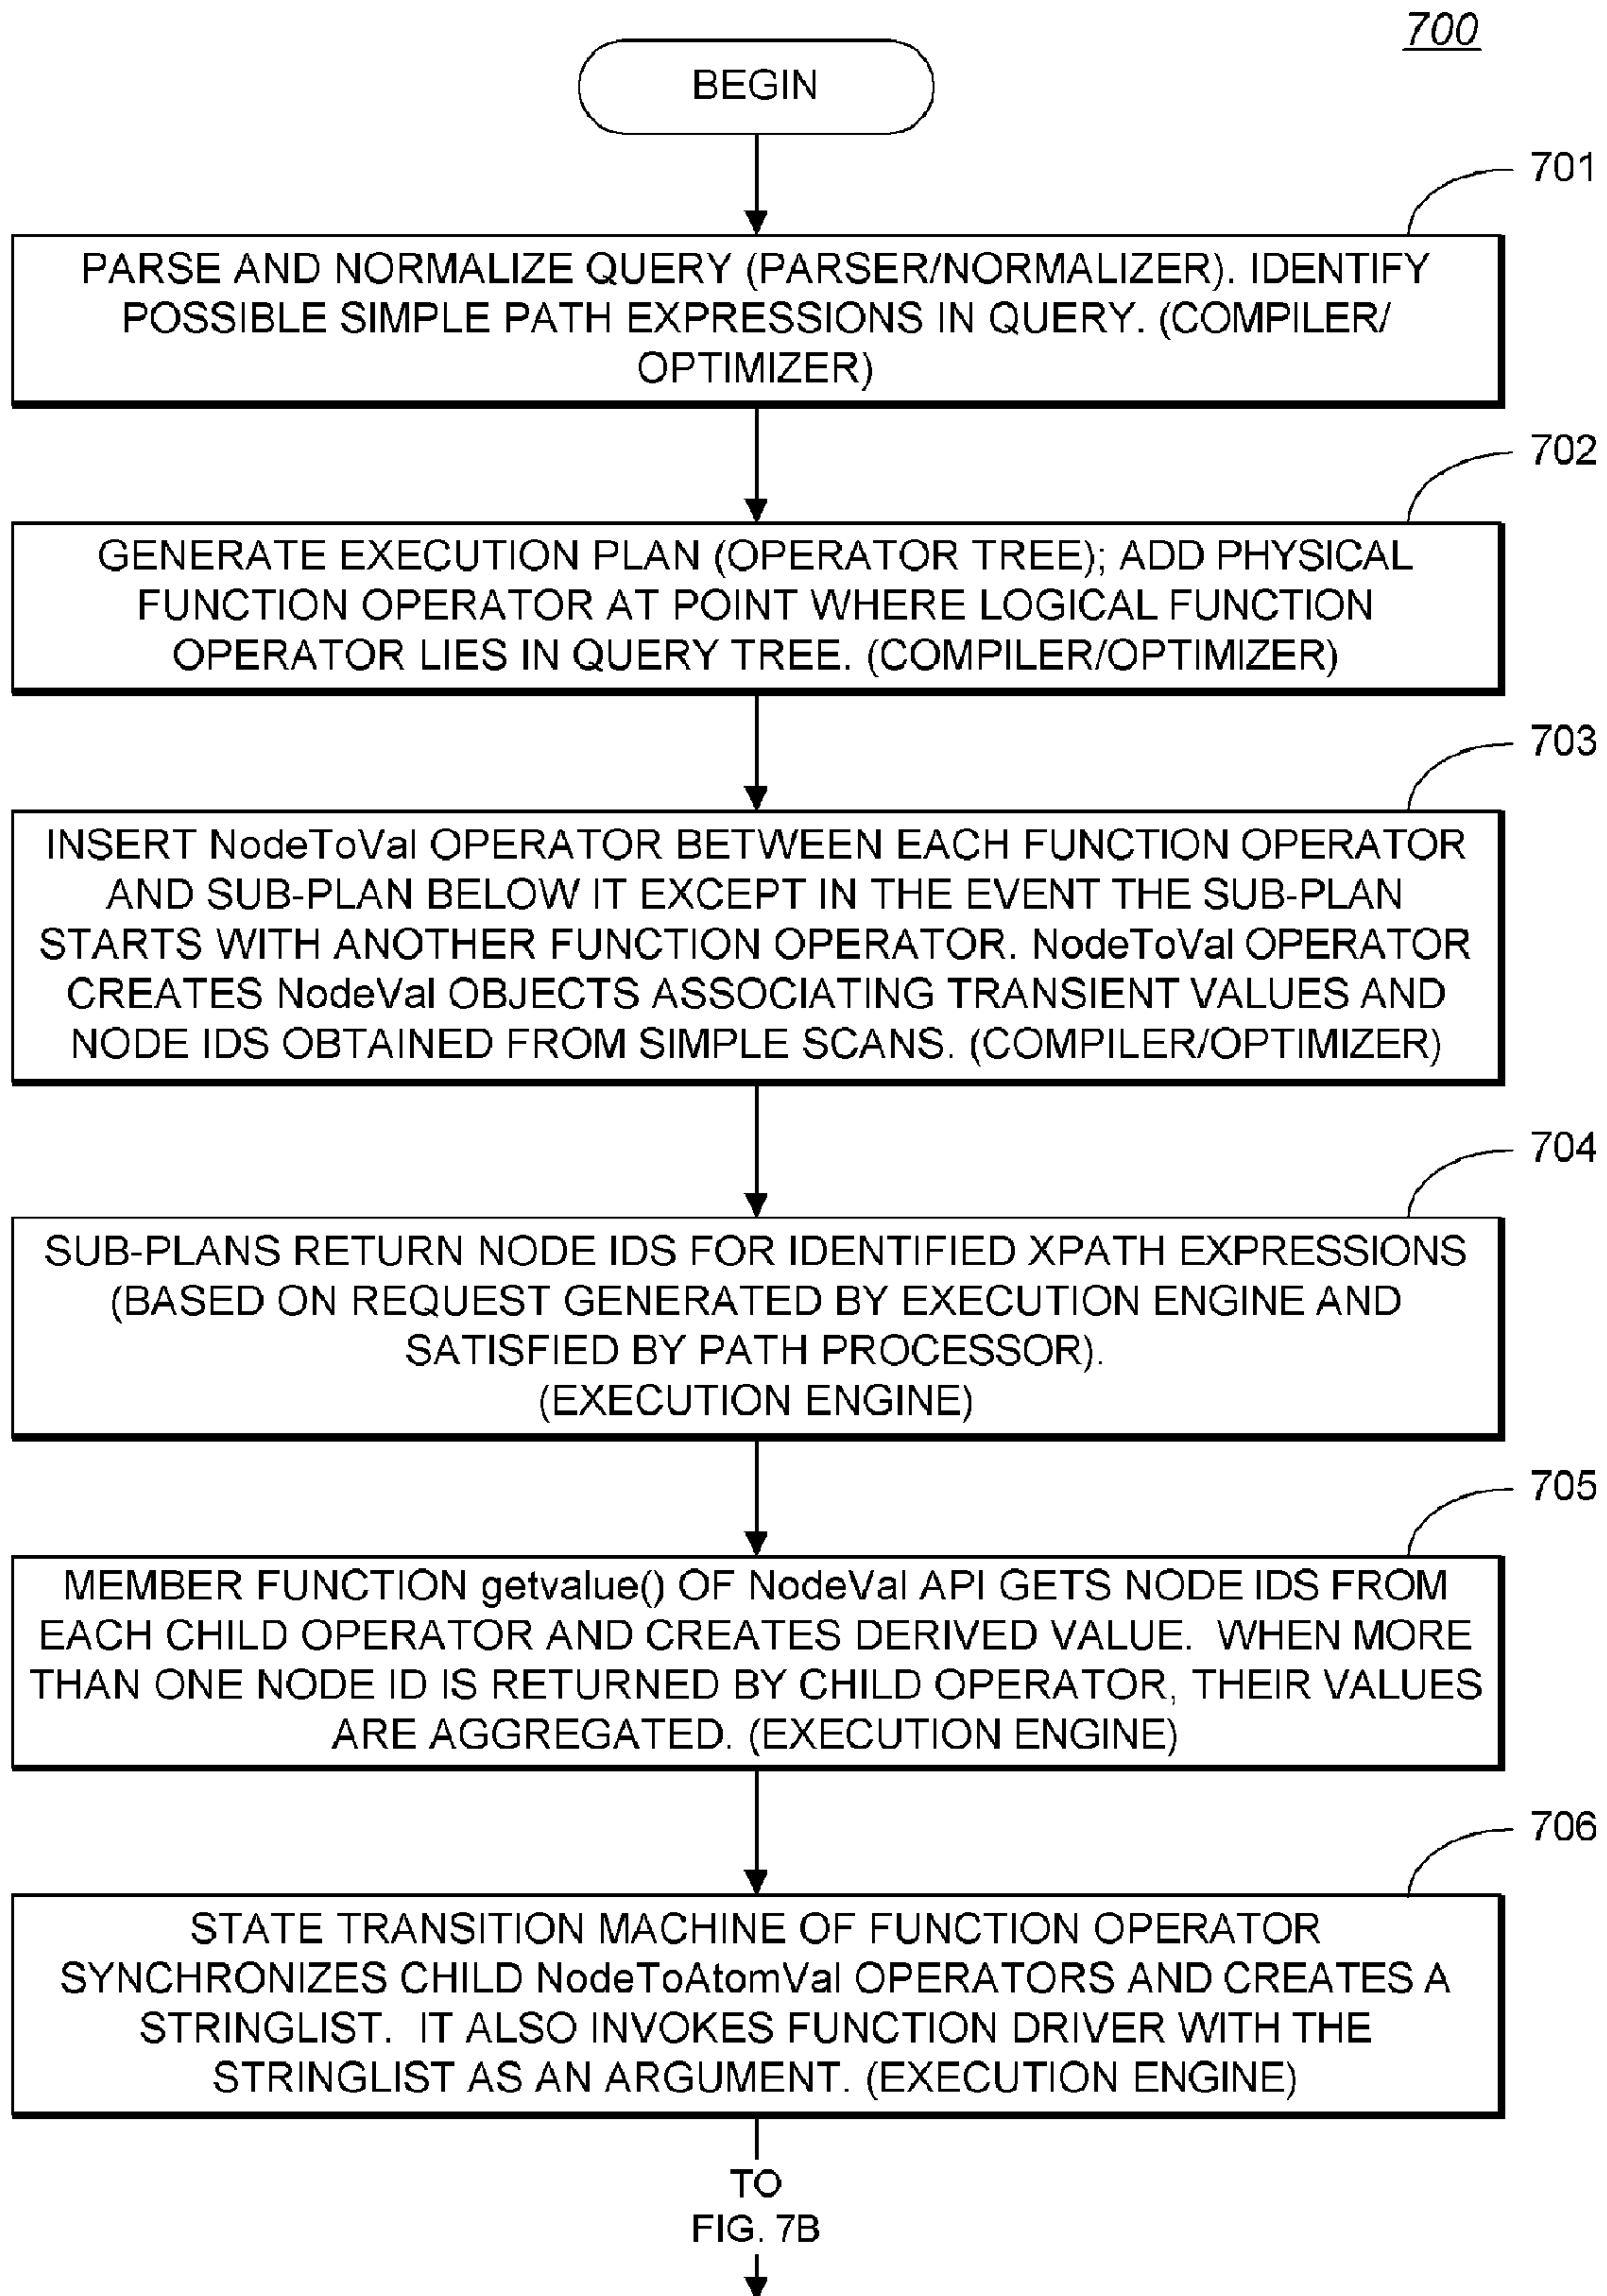 700
BEGIN
701
PARSE AND NORMALIZE QUERY (PARSER/NORMALIZER). IDENTIFY
POSSIBLE SIMPLE PATH EXPRESSIONS IN QUERY. (COMPILER/
OPTIMIZER)
702
GENERATE EXECUTION PLAN (OPERATOR TREE); ADD PHYSICAL
FUNCTION OPERATOR AT POINT WHERE LOGICAL FUNCTION
OPERATOR LIES IN QUERY TREE. (COMPILER/OPTIMIZER)
703
INSERT NodeToVal OPERATOR BETWEEN EACH FUNCTION OPERATOR
AND SUB-PLAN BELOW IT EXCEPT IN THE EVENT THE SUB-PLAN
STARTS WITH ANOTHER FUNCTION OPERATOR. NodeToVal OPERATOR
CREATES NodeVal OBJECTS ASSOCIATING TRANSIENT VALUES AND
NODE IDS OBTAINED FROM SIMPLE SCANS. (COMPILER/OPTIMIZER)
704
SUB-PLANS RETURN NODE IDS FOR IDENTIFIED XPATH EXPRESSIONS
(BASED ON REQUEST GENERATED BY EXECUTION ENGINE AND
SATISFIED BY PATH PROCESSOR).
(EXECUTION ENGINE)
705
MEMBER FUNCTION getvalue() OF NodeVal API GETS NODE IDS FROM
EACH CHILD OPERATOR AND CREATES DERIVED VALUE. WHEN MORE
THAN ONE NODE ID IS RETURNED BY CHILD OPERATOR, THEIR VALUES
ARE AGGREGATED. (EXECUTION ENGINE)
706
STATE TRANSITION MACHINE OF FUNCTION OPERATOR
SYNCHRONIZES CHILD NodeToAtomVal OPERATORS AND CREATES A
STRINGLIST. IT ALSO INVOKES FUNCTION DRIVER WITH THE
STRINGLIST AS AN ARGUMENT. (EXECUTION ENGINE)
TO
FIG. 7B